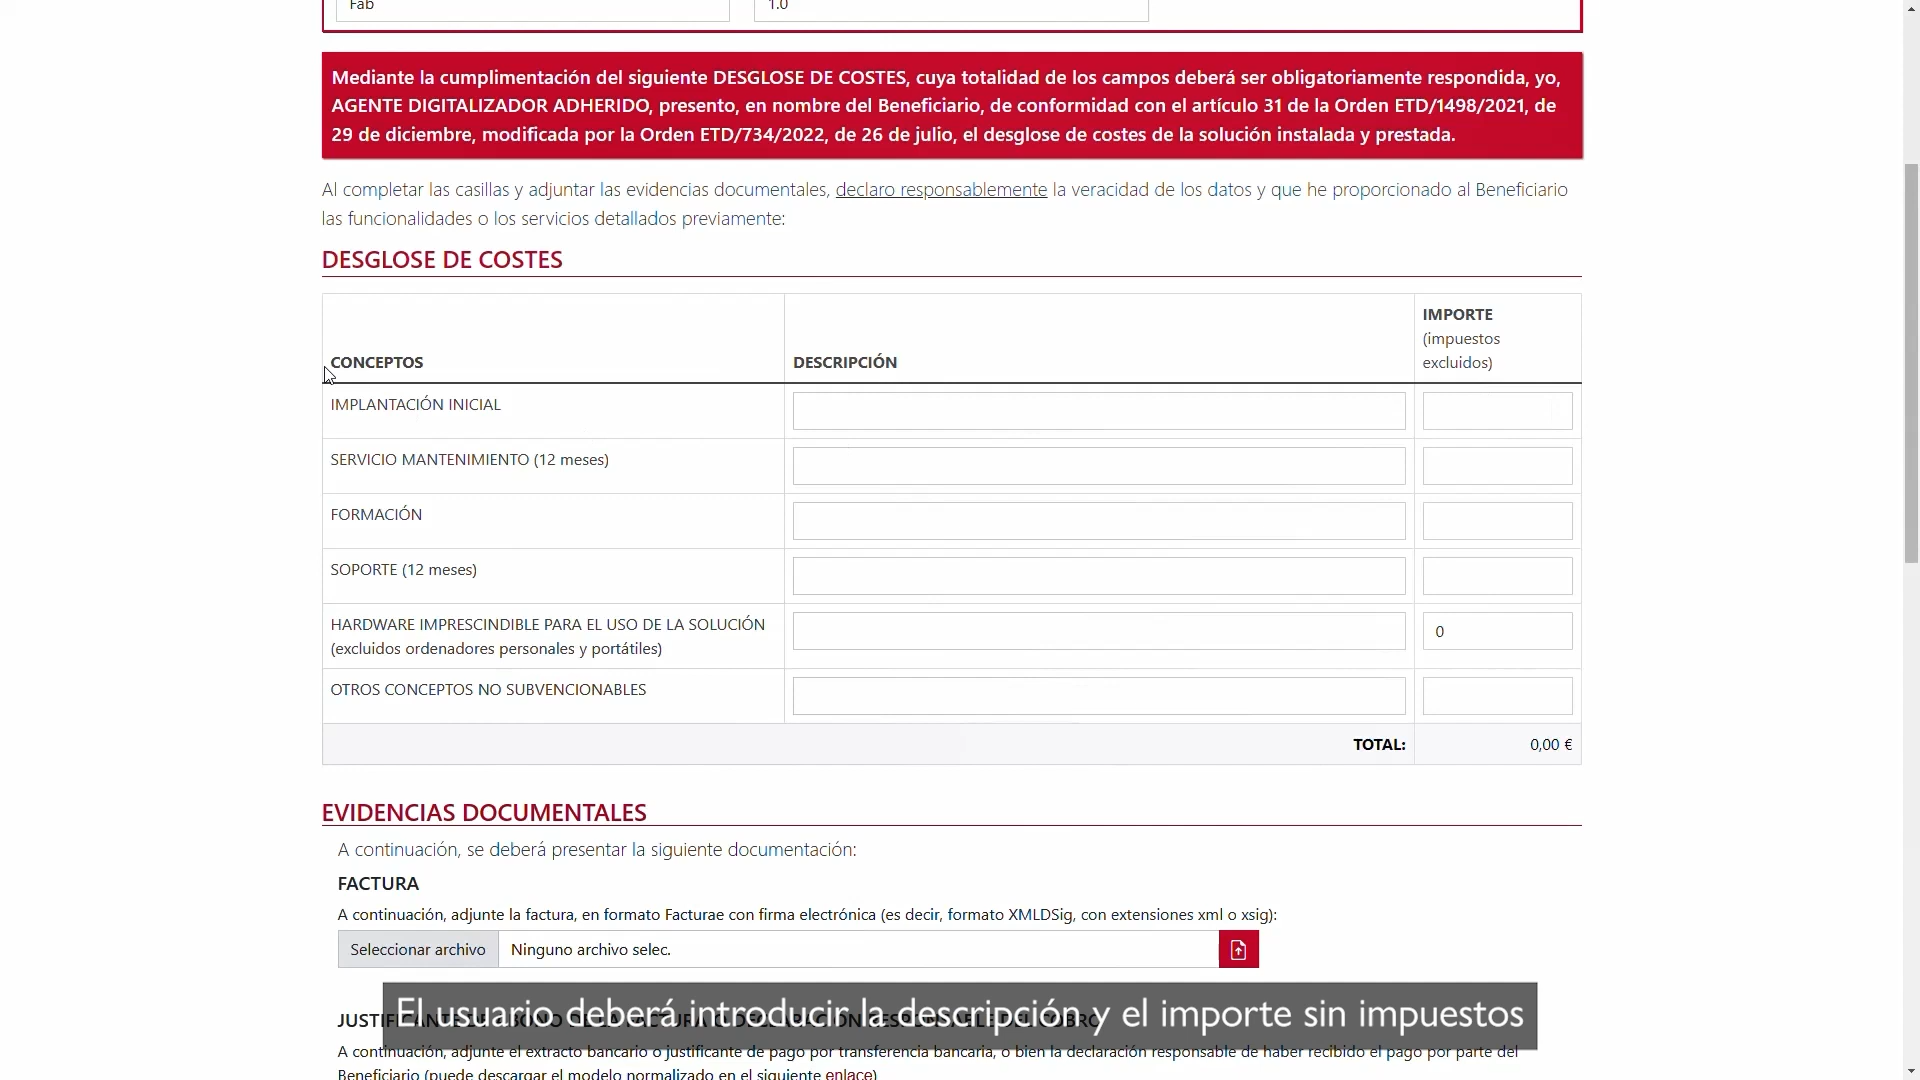 Fab
1.0
Mediante la cumplimentación del siguiente DESGLOSE DE COSTES, cuya totalidad de los campos deberá ser obligatoriamente respondida, yo,
AGENTE DIGITALIZADOR ADHERIDO, presento, en nombre del Beneficiario, de conformidad con el artículo 31 de la Orden ETD/1498/2021, de
29 de diciembre, modificada por la Orden ETD/734/2022, de 26 de julio, el desglose de costes de la solución instalada y prestada.
Al completar las casillas y adjuntar las evidencias documentales, declaro responsablemente la veracidad de los datos y que he proporcionado al Beneficiario
las funcionalidades o los servicios detallados previamente:
DESGLOSE DE COSTES
CONCEPTOS
DESCRIPCIÓN
IMPORTE
(impuestos
excluidos)
IMPLANTACIÓN INICIAL
SERVICIO MANTENIMIENTO (12 meses)
FORMACIÓN
SOPORTE (12 meses)
HARDWARE IMPRESCINDIBLE PARA EL USO DE LA SOLUCIÓN
(excluidos ordenadores personales y portátiles)
0
OTROS CONCEPTOS NO SUBVENCIONABLES
TOTAL:
0,00 €
EVIDENCIAS DOCUMENTALES
A continuación, se deberá presentar la siguiente documentación:
FACTURA
A continuación, adjunte la factura, en formato Facturae con firma electrónica (es decir, formato XMLDSig, con extensiones xml o xsig):
Seleccionar archivo
Ninguno archivo selec.
El usuario deberá introducir la descripción y el importe sin impuestos
A continuación, adjunte el extracto bancario o justificante de pago por transferencia bancaria, o bien la declaración responsable de haber recibido el pago por parte del
Beneficiario (puede descargar el modelo normalizado en el siguiente enlace)